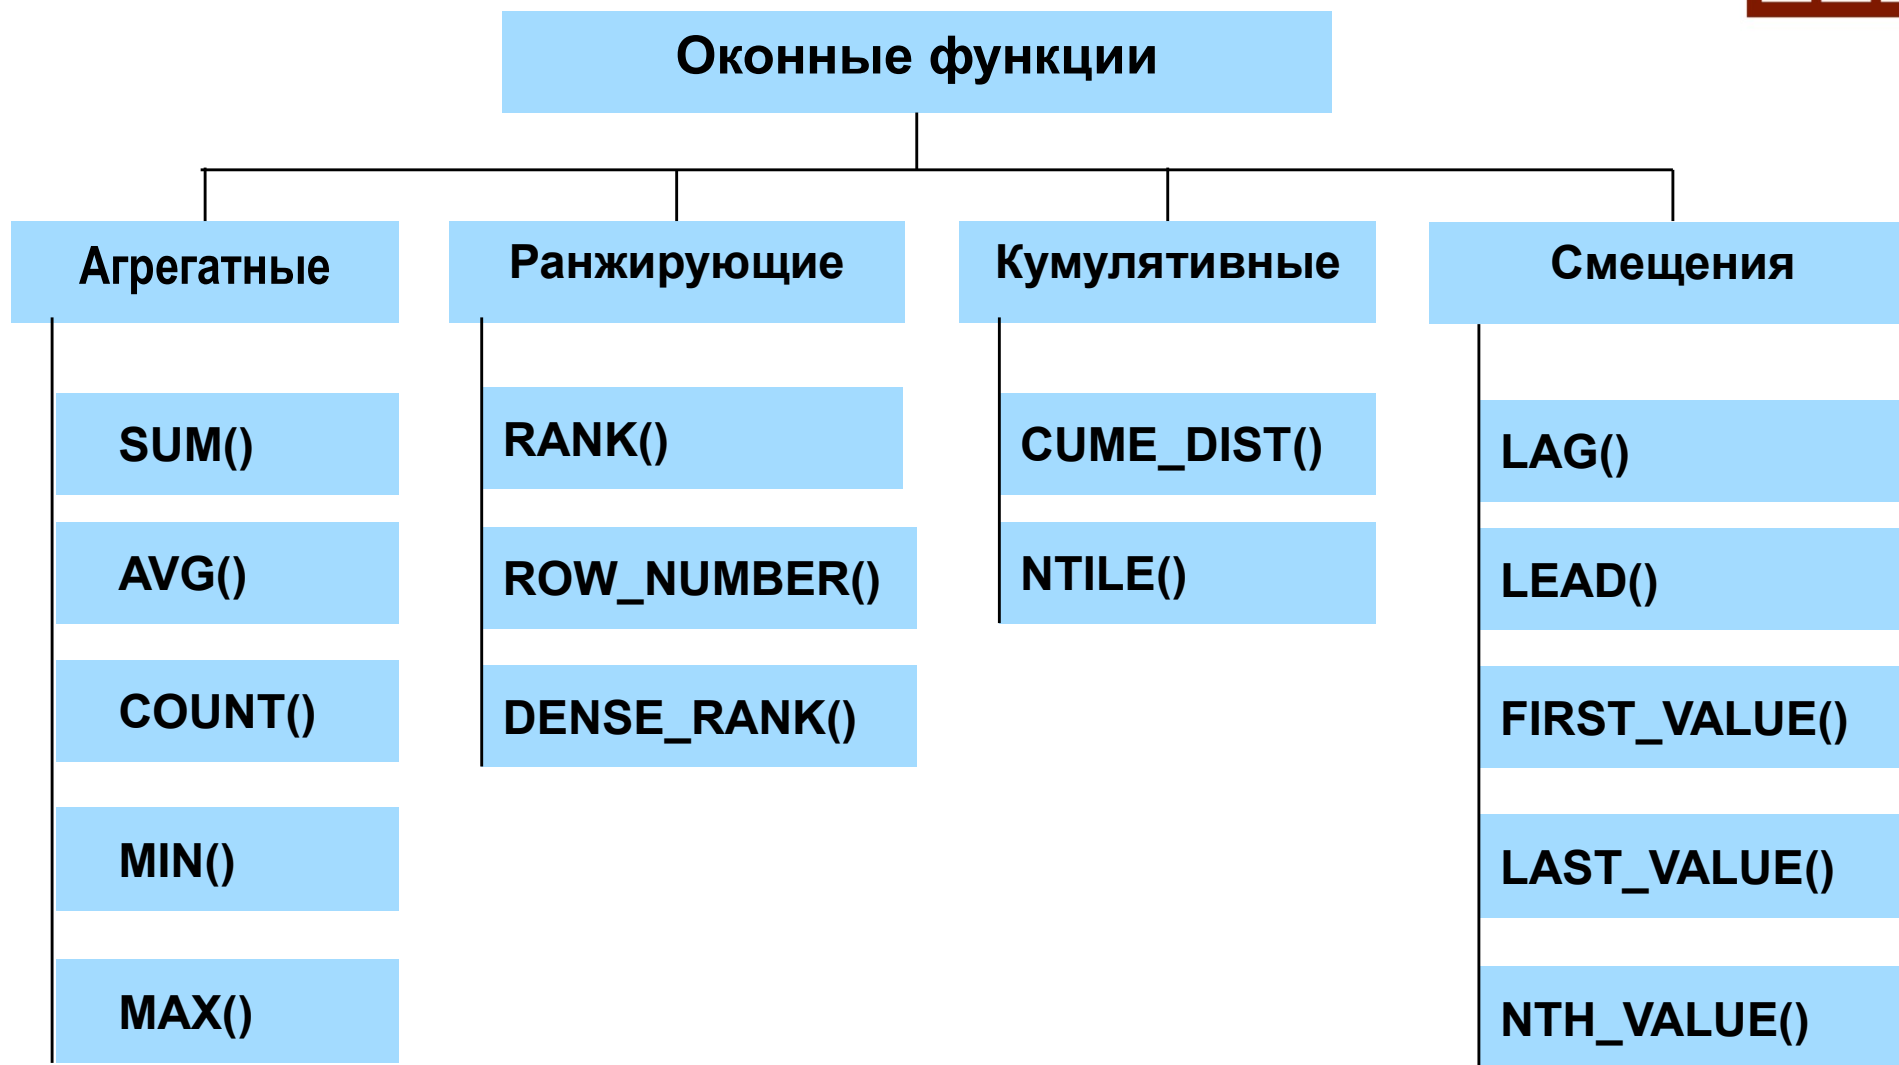 Оконные функции
Агрегатные
SUM()
AVG()
COUNT()
MIN()
MAX()
Ранжирующие
RANK()
ROW_NUMBER()
DENSE_RANK()
Кумулятивные
CUME_DIST()
NTILE()
Смещения
LAG()
LEAD()
FIRST_VALUE()
LAST_VALUE()
NTH_VALUE()